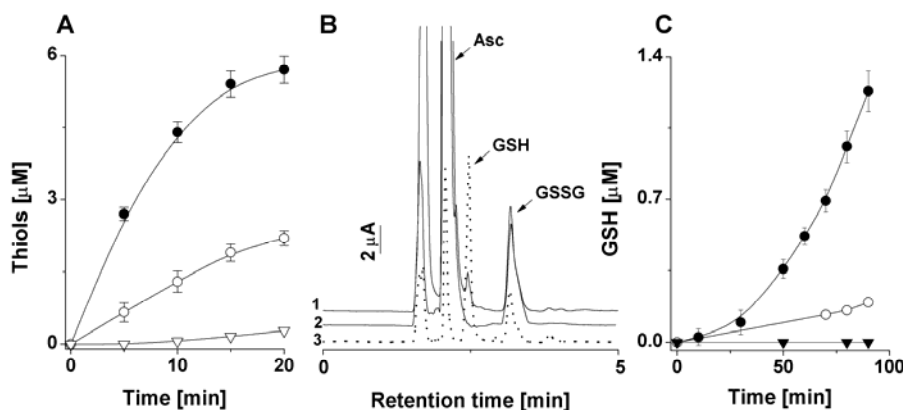 A
B
C
Thiols [µM]
6
3
0
0
10
20
Time [min]
Asc
GSH
GSSG
2 µA
1
2
3
0
5
Retention time [min]
GSH [µM]
1.4
0.7
0.0
0
50
100
Time [min]